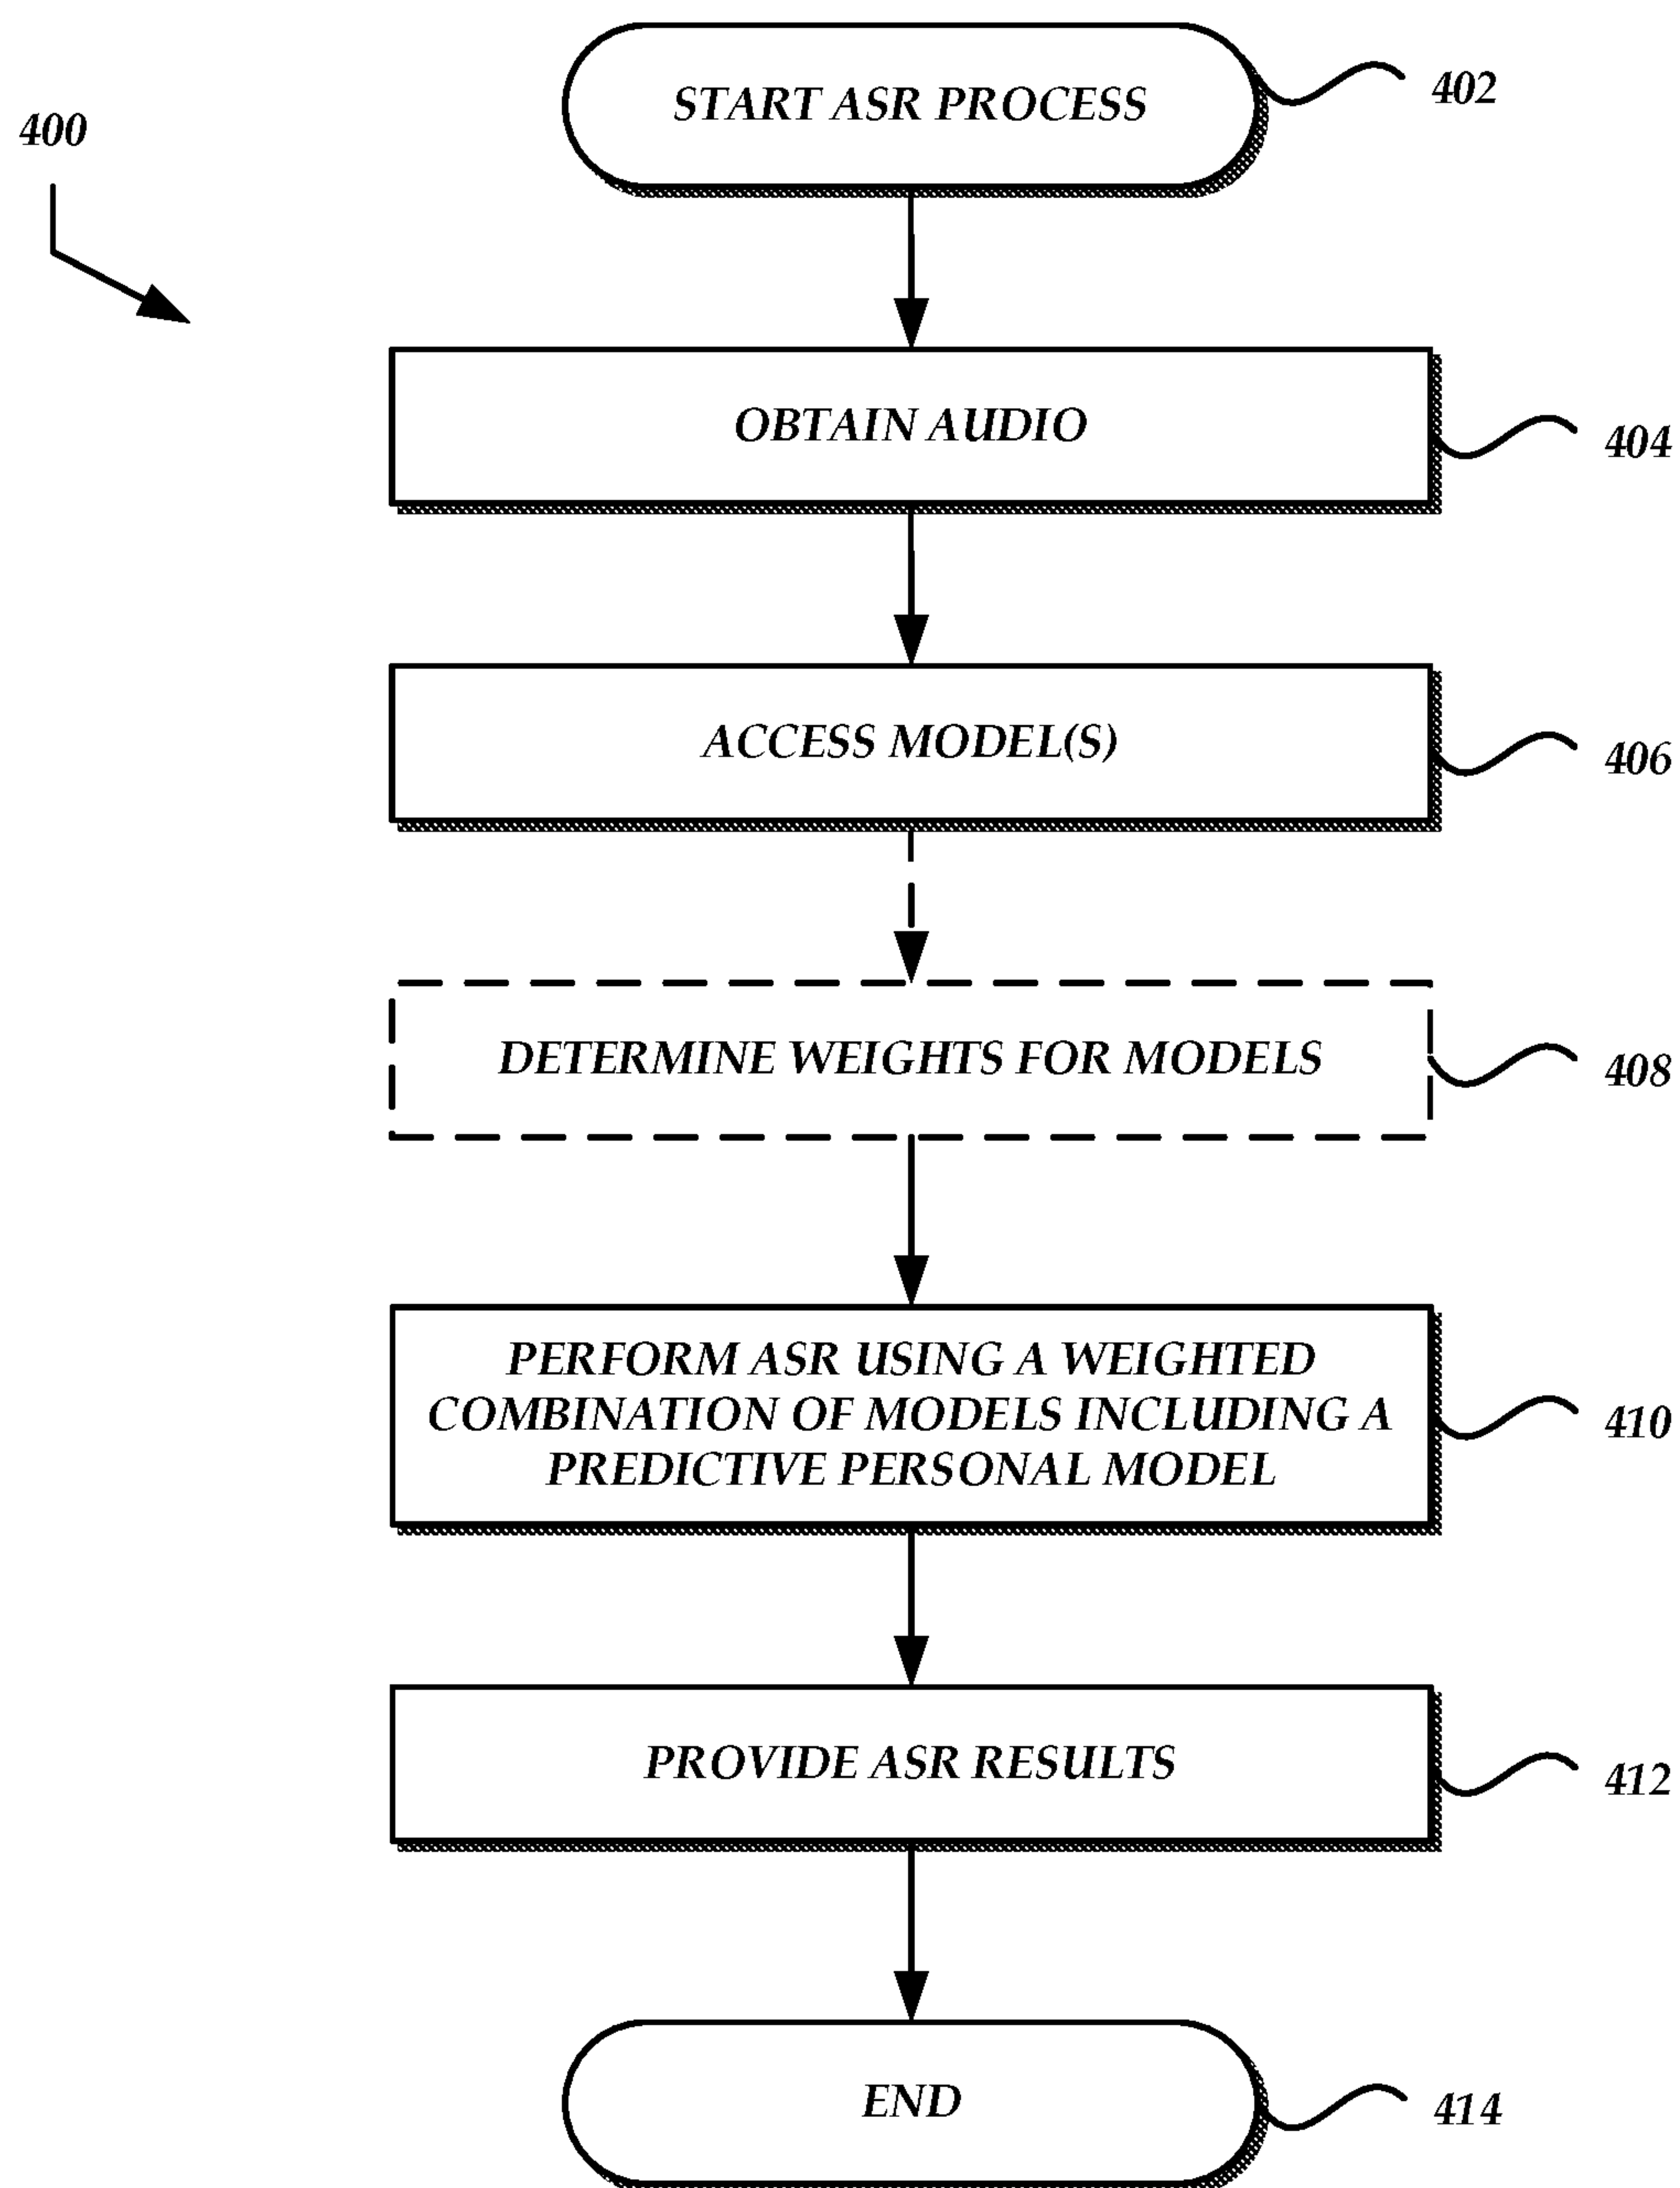 START ASR PROCESS
402
400
OBTAIN AUDIO
404
ACCESS MODEL(S)
406
DETERMINE WEIGHTS FOR MODELS
408
PERFORM ASR USING A WEIGHTED
COMBINATION OF MODELS INCLUDING A
PREDICTIVE PERSONAL MODEL
410
PROVIDE ASR RESULTS
412
END
414